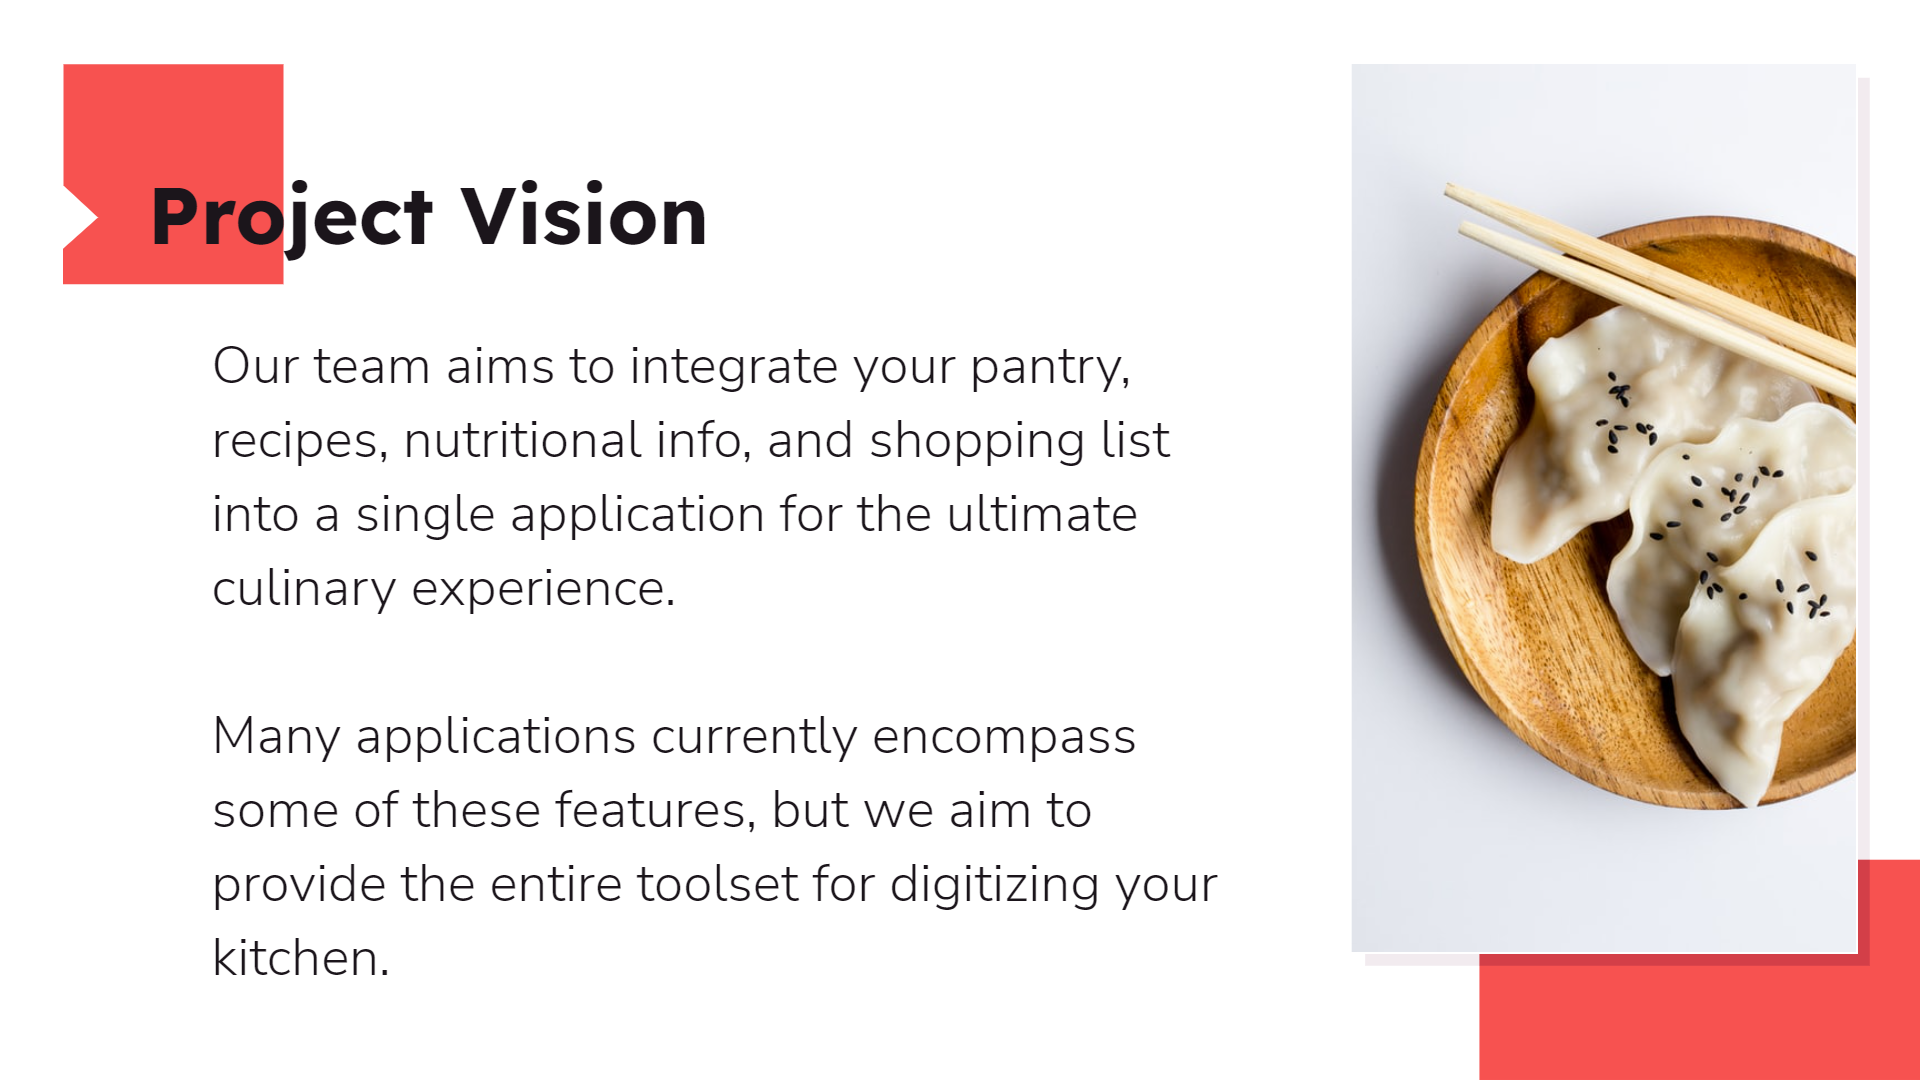 Project Vision
Our team aims to integrate your pantry,
recipes, nutritional info, and shopping list
into a single application for the ultimate
culinary experience.
Many applications currently encompass
some of these features, but we aim to
provide the entire toolset for digitizing your
kitchen.